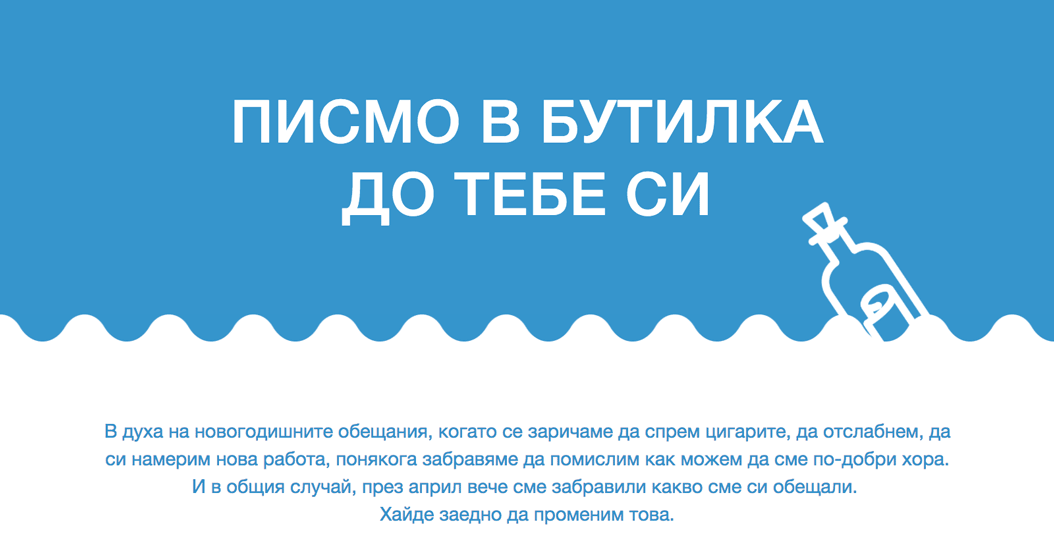 ПИСМО В БУТИЛКА
ДО ТЕБЕ СИ
В духа на новогодишните обещания, когато се заричаме да спрем цигарите, да отслабнем, да
си намерим нова работа, понякога забравяме да помислим как можем да сме по-добри хора.
И в общия случай, през април вече сме забравили какво сме си обещали.
Хайде заедно да променим това.